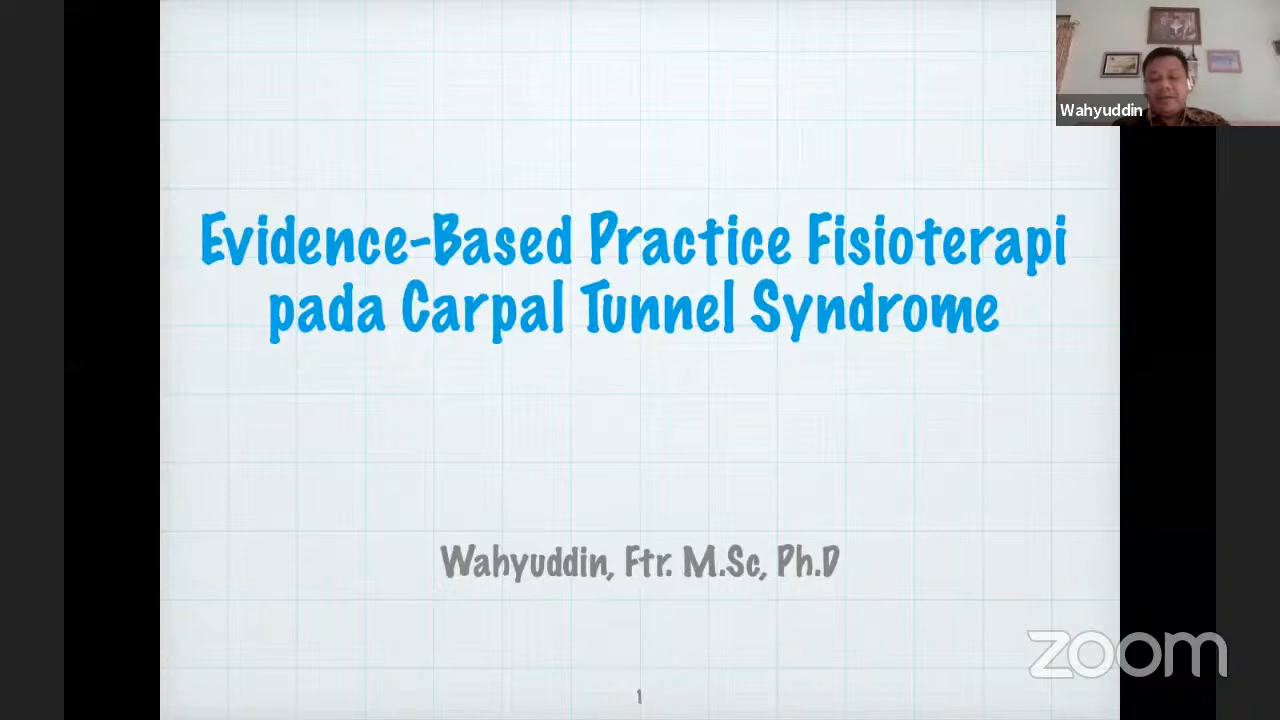 Wahyuddin
Evidence-Based Practice Fisioterapi
pada Carpal Tunnel Syndrome
Wahyuddin, Ftr. M.Sc, Ph.D
zoom
1